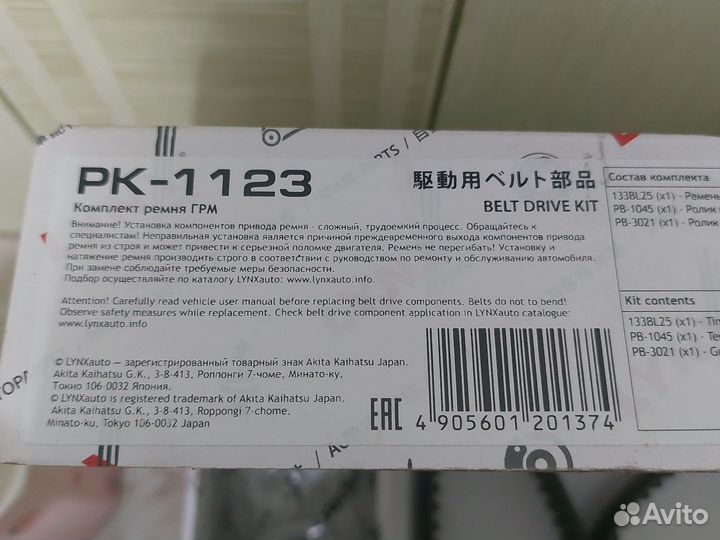 PK-1123
Комплект ремня ГРМ
駆動用ベルト部品
BELT DRIVE KIT
Внимание! Установка компонентов привода ремня - сложный, трудоемкий процесс. Обращайтесь к
специалистам! Неправильная установка является причиной преждевременного выхода компонентов привода
ремня из строя и может привести к серьезной поломке двигателя. Ремень не перегибать! Установку и
натяжение ремня производить строго в соответствии с руководством по ремонту и обслуживанию автомобиля.
При замене соблюдайте требуемые меры безопасности.
Подбор осуществляйте по каталогу LYNXauto: www.lynxauto.info
Attention! Carefully read vehicle user manual before replacing belt drive components. Belts do not to bend!
Observe safety measures while replacement. Check belt drive component application in LYNXauto catalogue:
www.lynxauto.info
© LYNXauto — зарегистрированный товарный знак Akita Kaihatsu Japan.
Akita Kaihatsu G.K., 3-8-413, Роппонги 7-чоме, Минато-ку,
Токио 106-0032 Япония.
© LYNXauto is registered trademark of Akita Kaihatsu Japan.
Akita Kaihatsu G.K., 3-8-413, Roppongi 7-chome,
Minato-ku, Tokyo 106-0032, Japan
EAC
4 905601 201374
Состав комплекта
133BL25 (x1) - Ремень
PB-1045 (x1) - Ролик
PB-3021 (x1) - Ролик
Kit contents
133BL25 (x1) - Tin
PB-1045 (x1) - Te
PB-3021 (x1) - Gu
Avito